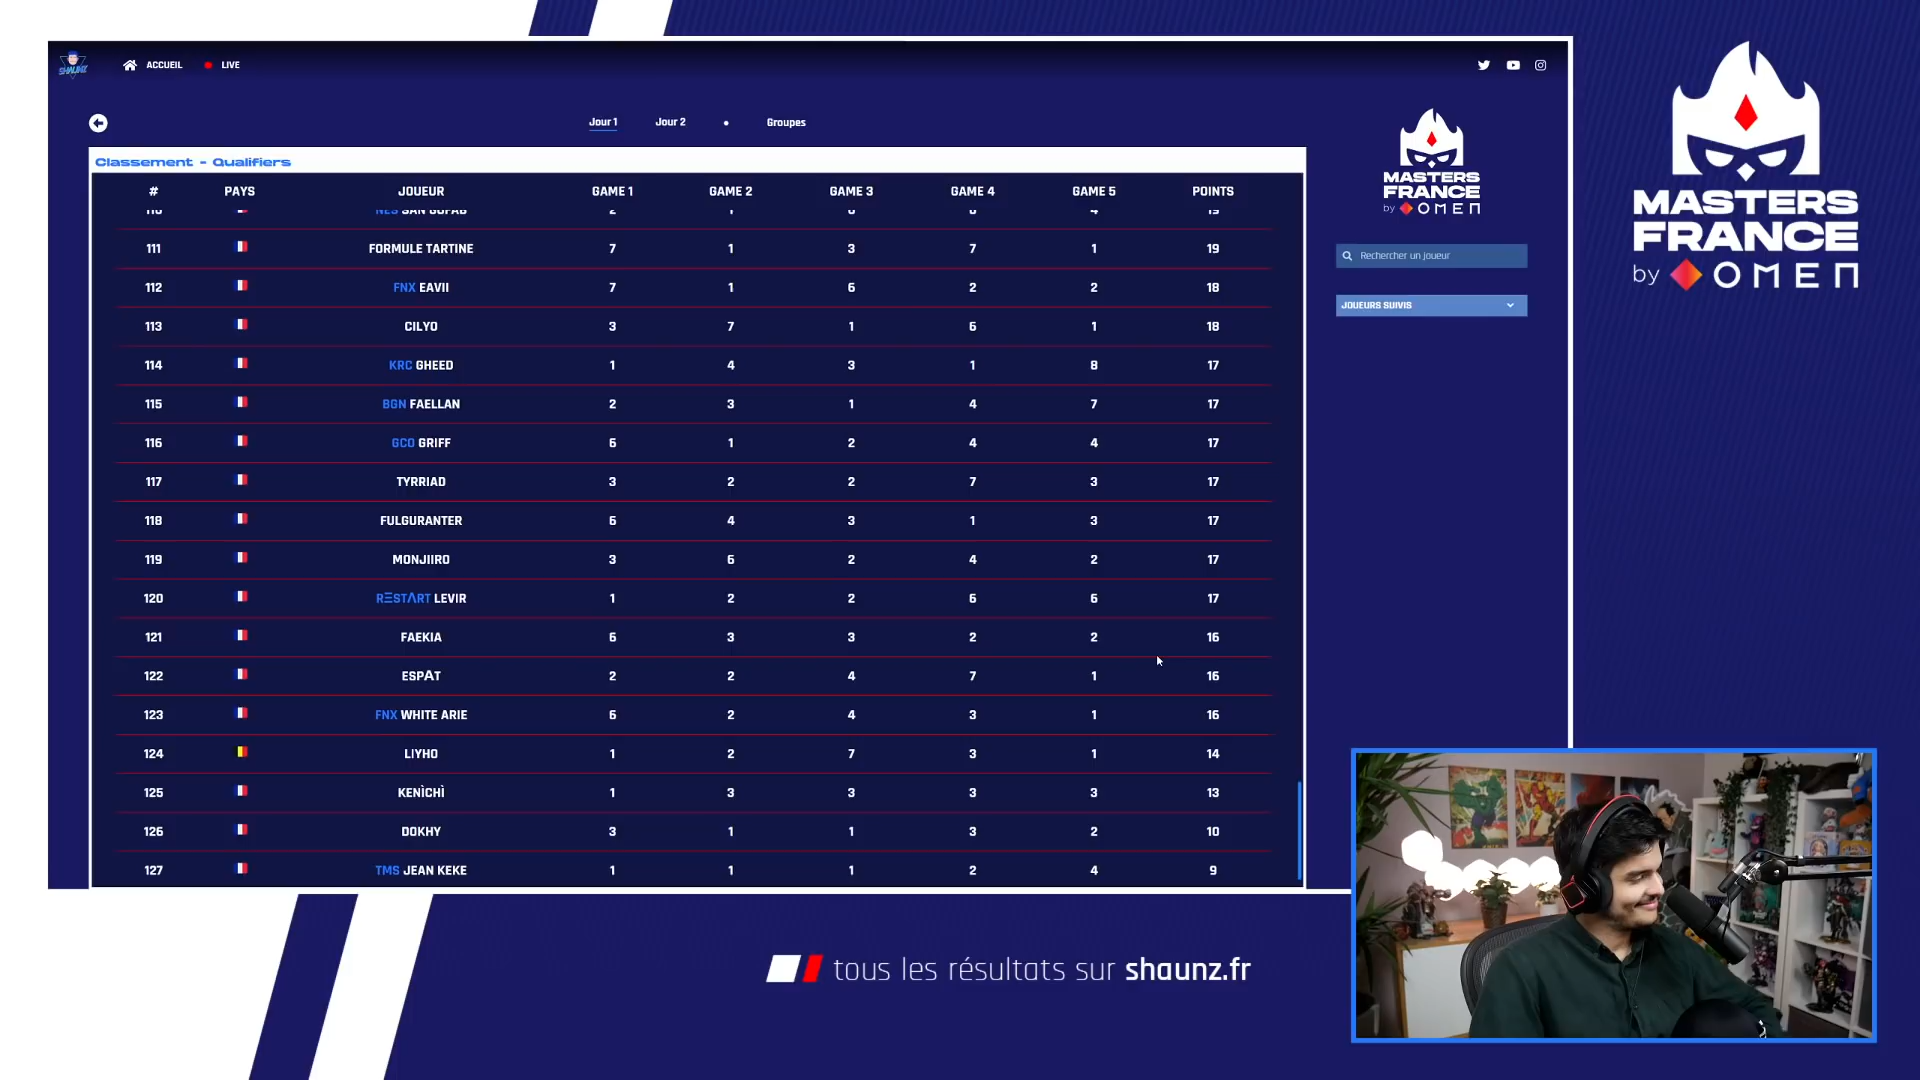 SHAUNZ
ACCUEIL LIVE
Jour 1 Jour 2 • Groupes
Classement - Qualifiers
# PAYS JOUEUR GAME 1 GAME 2 GAME 3 GAME 4 GAME 5 POINTS
111 FORMULE TARTINE 7 1 3 7 1 19
112 FNX EAVII 7 1 6 2 2 18
113 CILYO 3 7 1 6 1 18
114 KRC GHEED 1 4 3 1 8 17
115 BGN FAELLAN 2 3 1 4 7 17
116 GCO GRIFF 6 1 2 4 4 17
117 TYRRIAD 3 2 2 7 3 17
118 FULGURANTER 6 4 3 1 3 17
119 MONJIIRO 3 6 2 4 2 17
120 RΞSTΛRT LEVIR 1 2 2 6 6 17
121 FAEKIA 6 3 3 2 2 16
122 ESPAT 2 2 4 7 1 16
123 FNX WHITE ARIE 6 2 4 3 1 16
124 LIYHO 1 2 7 3 1 14
125 KENÌCHÌ 1 3 3 3 3 13
126 DOKHY 3 1 1 3 2 10
127 TMS JEAN KEKE 1 1 1 2 4 9
MASTERS
FRANCE
by OMEN
Rechercher un joueur
JOUEURS SUIVIS
MASTERS
FRANCE
by OMEN
tous les résultats sur shaunz.fr